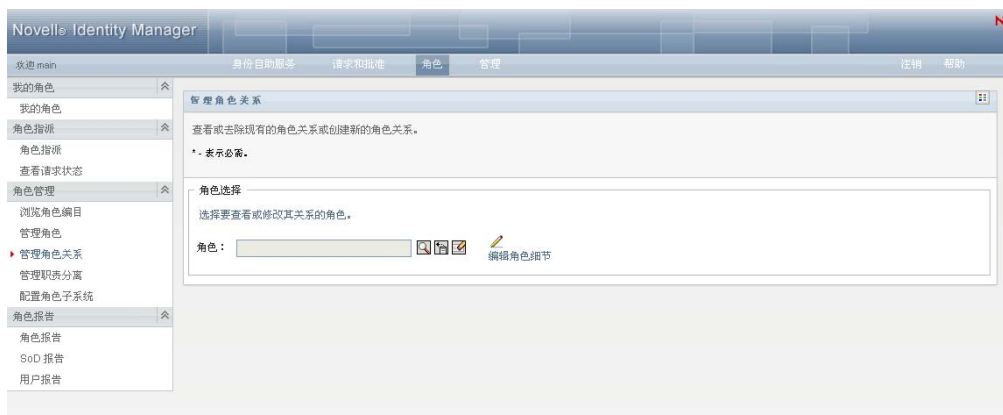 Novell® Identity Manager
N
欢迎 main
身份自助服务 请求和批准 角色 管理 注销 帮助
我的角色
我的角色
角色指派
角色指派
查看请求状态
角色管理
浏览角色编目
管理角色
管理角色关系
管理职责分离
配置角色子系统
角色报告
角色报告
SoD 报告
用户报告
管理角色关系
查看或去除现有的角色关系或创建新的角色关系。
* - 表示必需。
角色选择
选择要查看或修改其关系的角色。
角色：
编辑角色细节